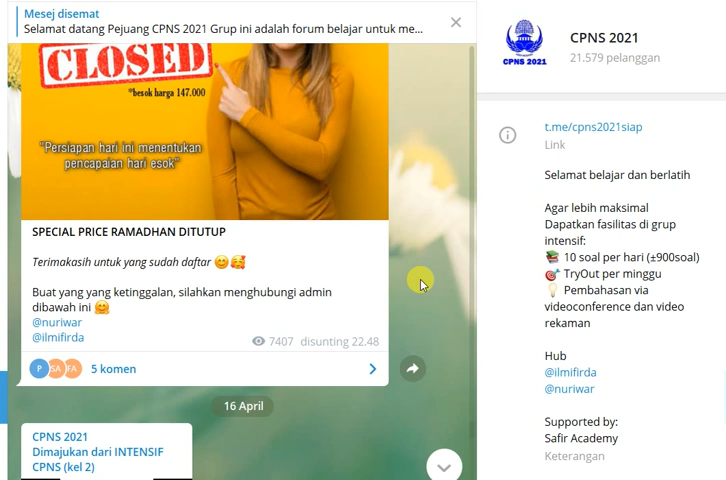 Mesej disemat
Selamat datang Pejuang CPNS 2021 Grup ini adalah forum belajar untuk me...
CLOSED
*besok harga 147.000
"Persiapan hari ini menentukan
pencapaian hari esok"
SPECIAL PRICE RAMADHAN DITUTUP
Terimakasih untuk yang sudah daftar 😊🥰
Buat yang yang ketinggalan, silahkan menghubungi admin
dibawah ini 🤗
@nuriwar
@ilmifirda
7407 disunting 22.48
P SA FA 5 komen
16 April
CPNS 2021
Dimajukan dari INTENSIF
CPNS (kel 2)
CPNS 2021
CPNS 2021
21.579 pelanggan
t.me/cpns2021siap
Link
Selamat belajar dan berlatih
Agar lebih maksimal
Dapatkan fasilitas di grup
intensif:
📚 10 soal per hari (±900soal)
🎯 TryOut per minggu
💡 Pembahasan via
videoconference dan video
rekaman
Hub
@ilmifirda
@nuriwar
Supported by:
Safir Academy
Keterangan